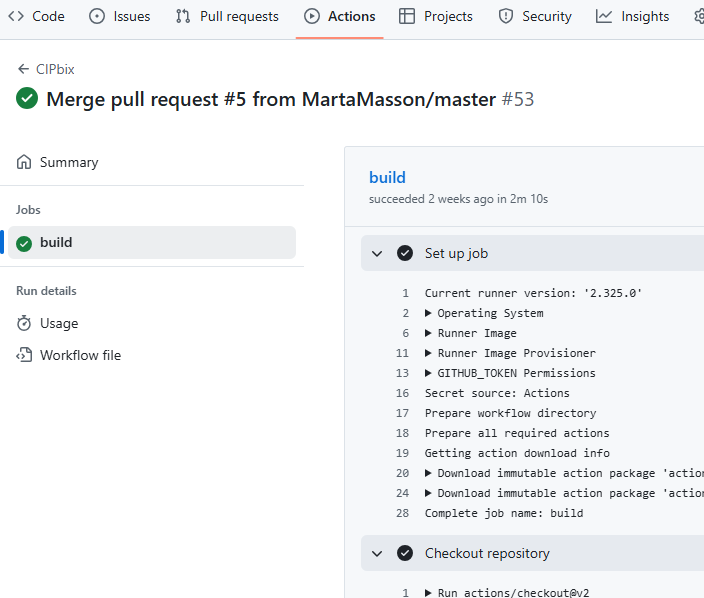 Code Issues Pull requests Actions Projects Security Insights
CIPbix
Merge pull request #5 from MartaMasson/master #53
Summary
Jobs
build
Run details
Usage
Workflow file
build
succeeded 2 weeks ago in 2m 10s
Set up job
1 Current runner version: '2.325.0'
2 ▶ Operating System
6 ▶ Runner Image
11 ▶ Runner Image Provisioner
13 ▶ GITHUB_TOKEN Permissions
16 Secret source: Actions
17 Prepare workflow directory
18 Prepare all required actions
19 Getting action download info
20 ▶ Download immutable action package 'action
24 ▶ Download immutable action package 'action
28 Complete job name: build
Checkout repository
1 ▶ Run actions/checkout@v2